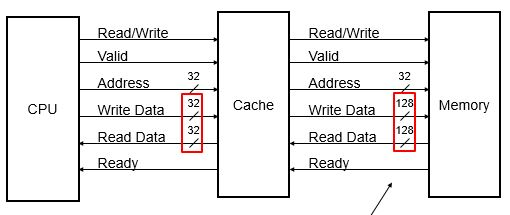 Read/Write
Valid
Address 32
Write Data 32
Read Data 32
Ready
CPU
Cache
Read/Write
Valid
Address 32
Write Data 128
Read Data 128
Ready
Memory